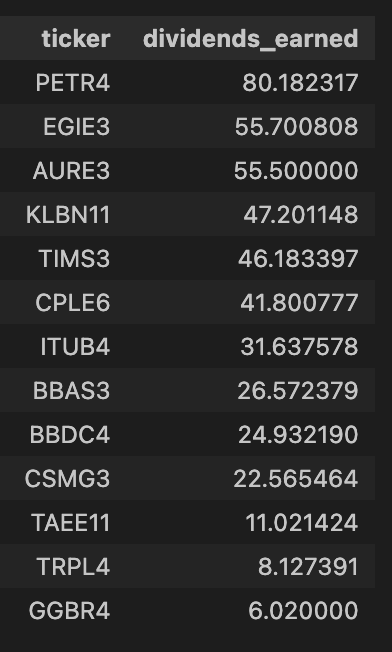 ticker dividends_earned
PETR4 80.182317
EGIE3 55.700808
AURE3 55.500000
KLBN11 47.201148
TIMS3 46.183397
CPLE6 41.800777
ITUB4 31.637578
BBAS3 26.572379
BBDC4 24.932190
CSMG3 22.565464
TAEE11 11.021424
TRPL4 8.127391
GGBR4 6.020000